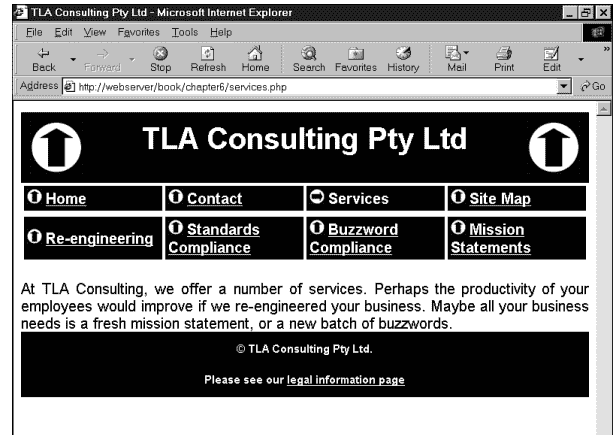 TLA Consulting Pty Ltd - Microsoft Internet Explorer
File Edit View Favorites Tools Help
Back Forward Stop Refresh Home Search Favorites History Mail Print Edit »
Address http://webserver/book/chapter6/services.php Go
TLA Consulting Pty Ltd
Home Contact Services Site Map
Re-engineering Standards Compliance Buzzword Compliance Mission Statements
At TLA Consulting, we offer a number of services. Perhaps the productivity of your
employees would improve if we re-engineered your business. Maybe all your business
needs is a fresh mission statement, or a new batch of buzzwords.
© TLA Consulting Pty Ltd.
Please see our legal information page